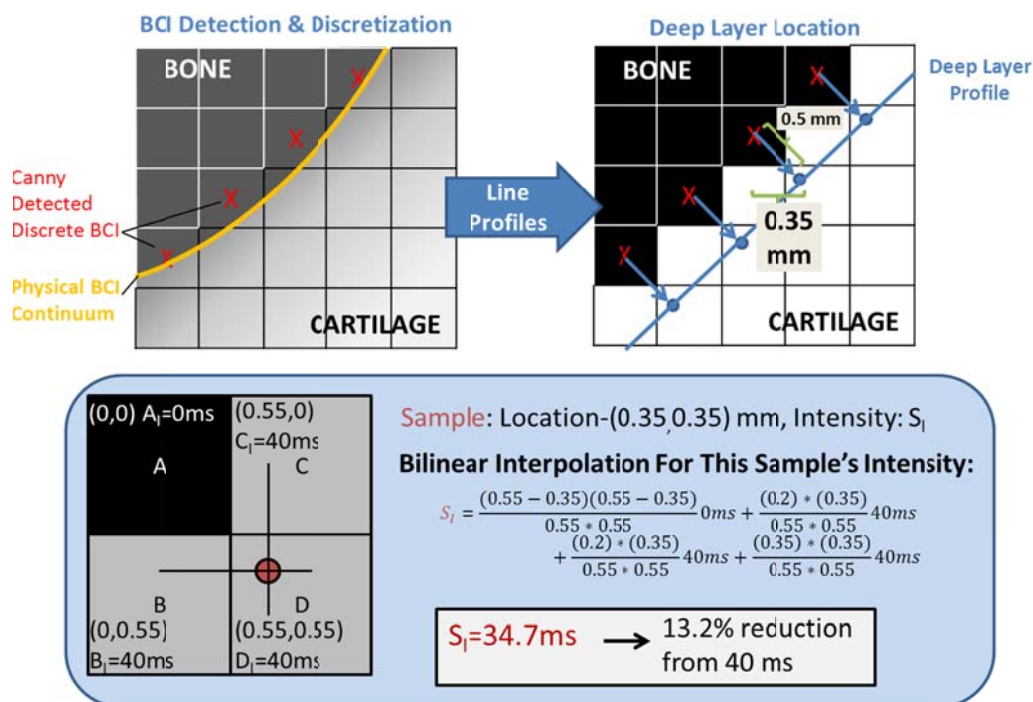 BCI Detection & Discretization
BONE
CARTILAGE
Canny
Detected
Discrete BCI
Physical BCI
Continuum
Line
Profiles
Deep Layer Location
BONE
0.5 mm
0.35
mm
CARTILAGE
Deep Layer
Profile
(0,0) A_I=0ms
A
(0.55,0)
C_I=40ms
C
B
(0,0.55)
B_I=40ms
D
(0.55,0.55)
D_I=40ms
Sample: Location-(0.35,0.35) mm, Intensity: S_I
Bilinear Interpolation For This Sample's Intensity:
S_I = \frac{(0.55 - 0.35)(0.55 - 0.35)}{0.55 * 0.55} 0ms + \frac{(0.2) * (0.35)}{0.55 * 0.55} 40ms
+ \frac{(0.2) * (0.35)}{0.55 * 0.55} 40ms + \frac{(0.35) * (0.35)}{0.55 * 0.55} 40ms
S_I=34.7ms → 13.2% reduction
from 40 ms